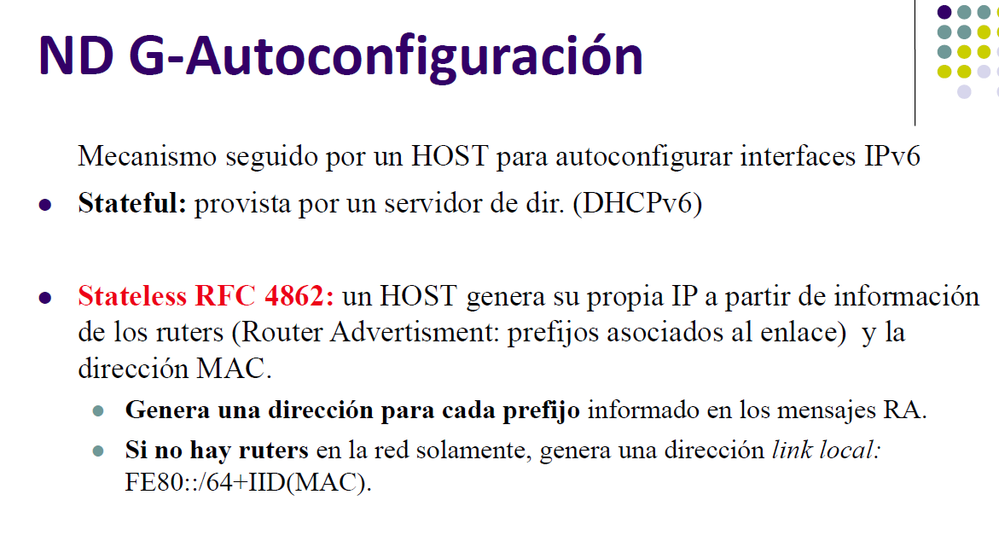 ND G-Autoconfiguración
Mecanismo seguido por un HOST para autoconfigurar interfaces IPv6
Stateful: provista por un servidor de dir. (DHCPv6)
Stateless RFC 4862: un HOST genera su propia IP a partir de información
de los ruters (Router Advertisment: prefijos asociados al enlace)  y la
dirección MAC.
Genera una dirección para cada prefijo informado en los mensajes RA.
Si no hay ruters en la red solamente, genera una dirección link local:
FE80::/64+IID(MAC).